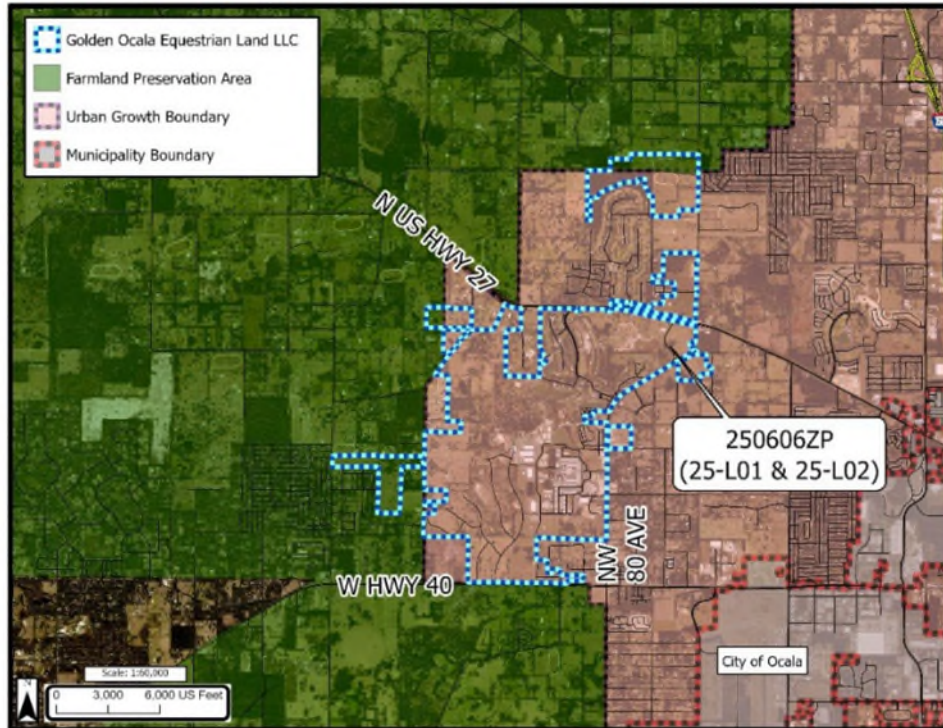 Golden Ocala Equestrian Land LLC
Farmland Preservation Area
Urban Growth Boundary
Municipality Boundary
N US HWY 27
250606ZP
(25-L01 & 25-L02)
NW
80 AVE
W HWY 40
City of Ocala
Scale: 1:60,000
N
0 3,000 6,000 US Feet